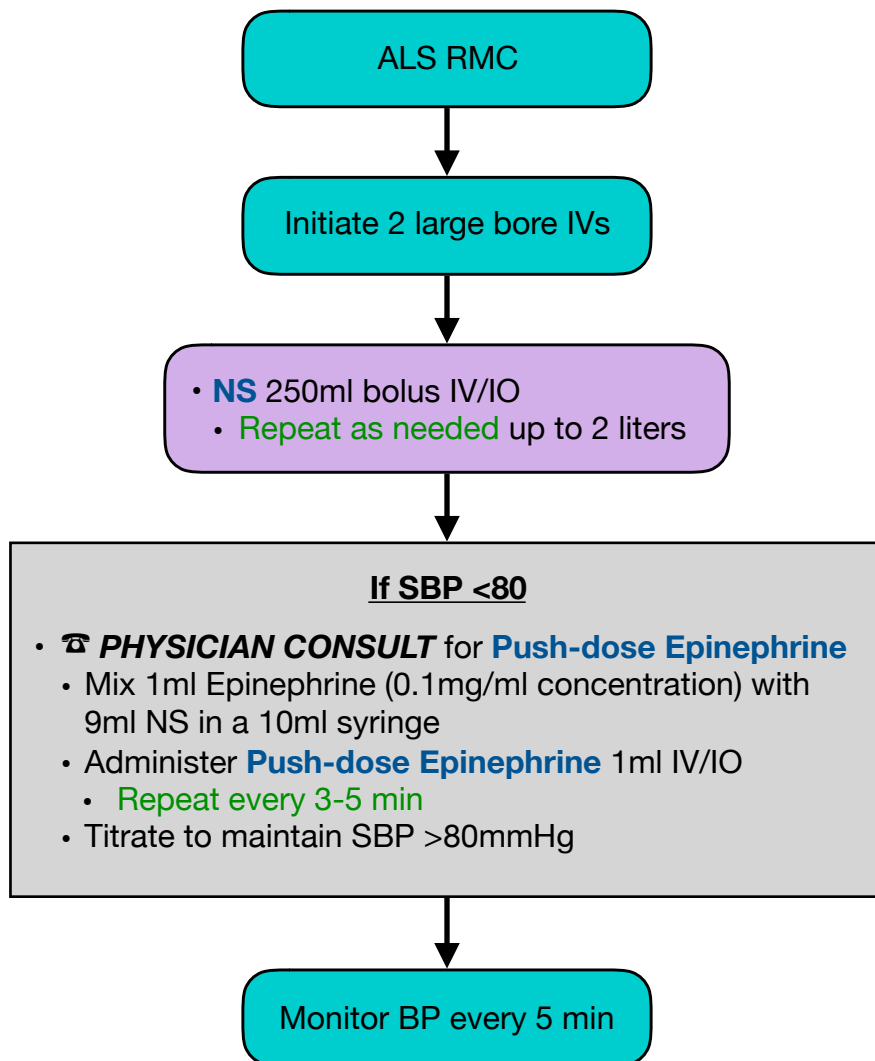 ALS RMC
Initiate 2 large bore IVs
• NS 250ml bolus IV/IO
• Repeat as needed up to 2 liters
If SBP <80
• ☎ PHYSICIAN CONSULT for Push-dose Epinephrine
• Mix 1ml Epinephrine (0.1mg/ml concentration) with
9ml NS in a 10ml syringe
• Administer Push-dose Epinephrine 1ml IV/IO
• Repeat every 3-5 min
• Titrate to maintain SBP >80mmHg
Monitor BP every 5 min